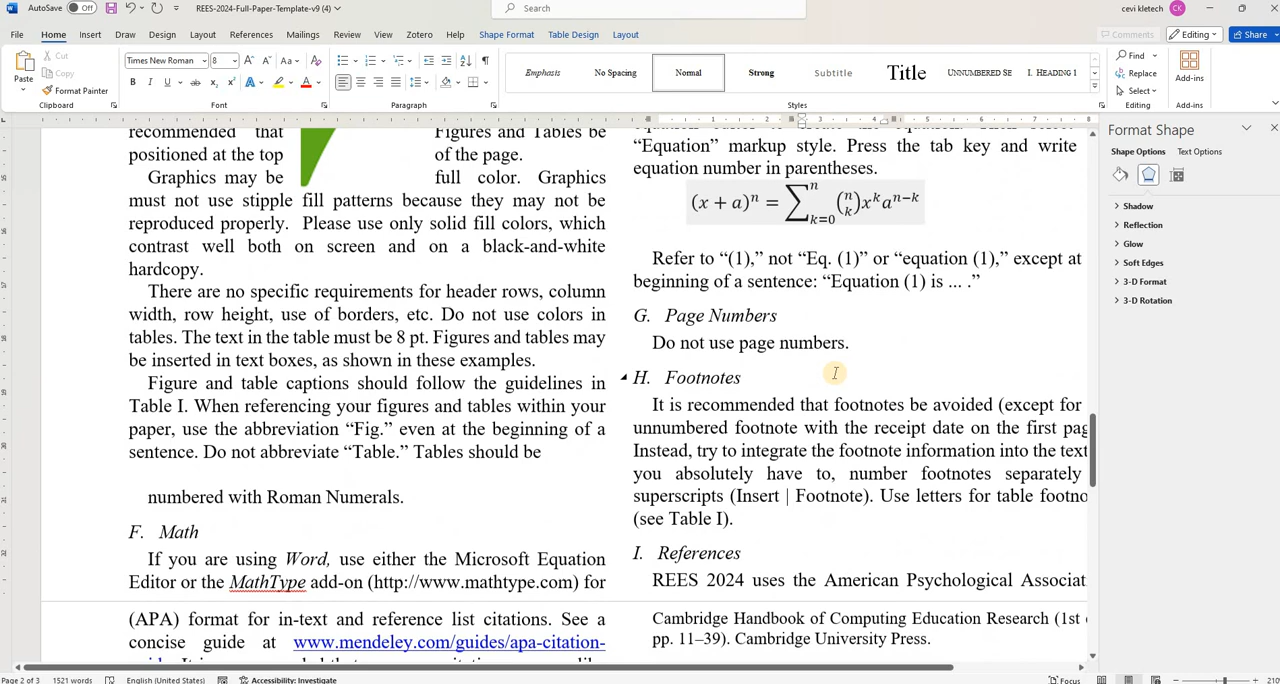 AutoSave Off REES-2024-Full-Paper-Template-v9 (4) Search cevi kletech CK
File Home Insert Draw Design Layout References Mailings Review View Zotero Help Shape Format Table Design Layout Comments Editing Share
Paste Cut Copy Format Painter
Times New Roman 8
Emphasis No Spacing Normal Strong Subtitle Title UNNUMBERED SE I. HEADING 1
Find Replace Select Add-ins
Clipboard Font Paragraph Styles Editing Add-ins
recommended that
positioned at the top
Graphics may be
Figures and Tables be
of the page.
full color. Graphics
must not use stipple fill patterns because they may not be
reproduced properly. Please use only solid fill colors, which
contrast well both on screen and on a black-and-white
hardcopy.
There are no specific requirements for header rows, column
width, row height, use of borders, etc. Do not use colors in
tables. The text in the table must be 8 pt. Figures and tables may
be inserted in text boxes, as shown in these examples.
Figure and table captions should follow the guidelines in
Table I. When referencing your figures and tables within your
paper, use the abbreviation “Fig.” even at the beginning of a
sentence. Do not abbreviate “Table.” Tables should be
numbered with Roman Numerals.
F. Math
If you are using Word, use either the Microsoft Equation
Editor or the MathType add-on (http://www.mathtype.com) for
“Equation” markup style. Press the tab key and write
equation number in parentheses.
(x + a)ⁿ = ∑ₖ₌₀ⁿ (n k) xᵏaⁿ⁻ᵏ
Refer to “(1),” not “Eq. (1)” or “equation (1),” except at
beginning of a sentence: “Equation (1) is ... .”
G. Page Numbers
Do not use page numbers.
H. Footnotes
It is recommended that footnotes be avoided (except for
unnumbered footnote with the receipt date on the first pag
Instead, try to integrate the footnote information into the text
you absolutely have to, number footnotes separately
superscripts (Insert | Footnote). Use letters for table footno
(see Table I).
I. References
REES 2024 uses the American Psychological Associat
(APA) format for in-text and reference list citations. See a
concise guide at www.mendeley.com/guides/apa-citation-
Cambridge Handbook of Computing Education Research (1st
pp. 11–39). Cambridge University Press.
Format Shape
Shape Options Text Options
Shadow
Reflection
Glow
Soft Edges
3-D Format
3-D Rotation
Page 2 of 3 1521 words English (United States) Accessibility: Investigate Focus 210